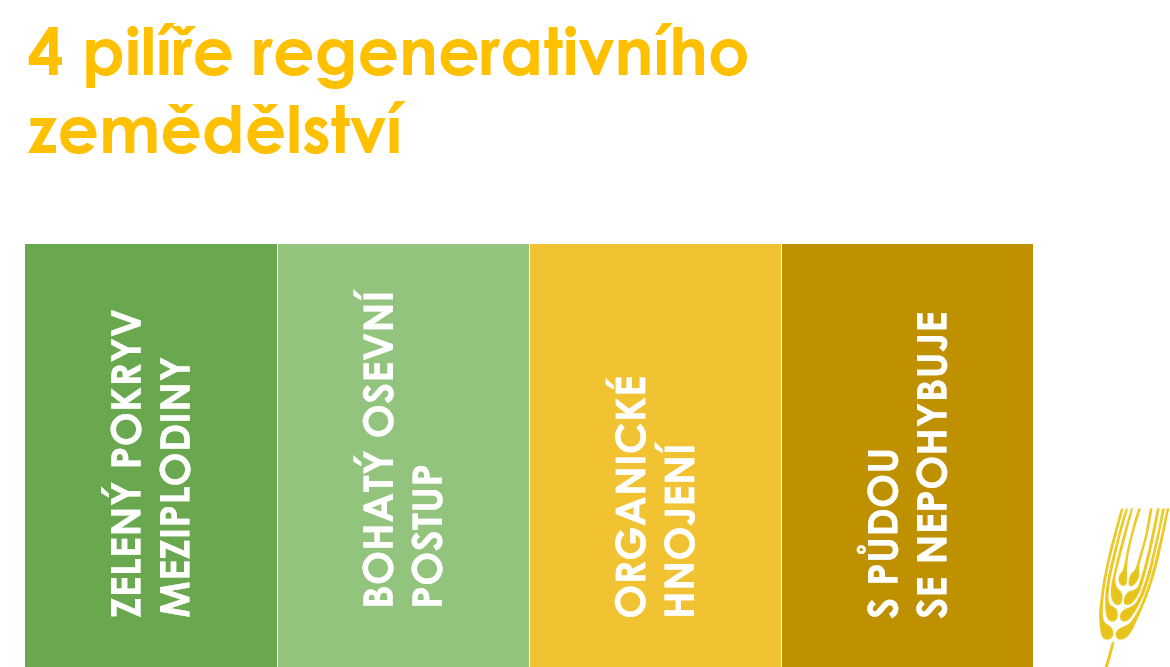 4 pilíře regenerativního
zemědělství
ZELENÝ POKRYV
MEZIPLODINY
BOHATÝ OSEVNÍ
POSTUP
ORGANICKÉ
HNOJENÍ
S PŮDOU
SE NEPOHYBUJE